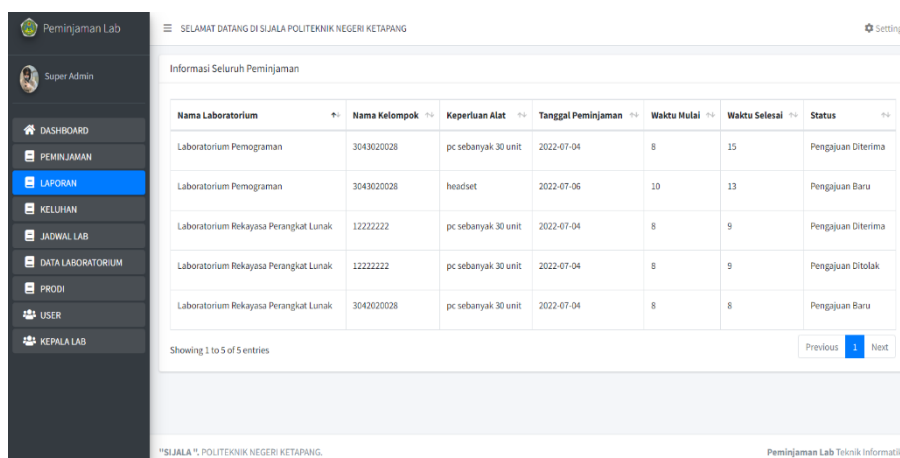 Peminjaman Lab
SELAMAT DATANG DI SIJALA POLITEKNIK NEGERI KETAPANG
Setting
Super Admin
DASHBOARD
PEMINJAMAN
LAPORAN
KELUHAN
JADWAL LAB
DATA LABORATORIUM
PRODI
USER
KEPALA LAB
Informasi Seluruh Peminjaman
Nama Laboratorium Nama Kelompok Keperluan Alat Tanggal Peminjaman Waktu Mulai Waktu Selesai Status
Laboratorium Pemograman 3043020028 pc sebanyak 30 unit 2022-07-04 8 15 Pengajuan Diterima
Laboratorium Pemograman 3043020028 headset 2022-07-06 10 13 Pengajuan Baru
Laboratorium Rekayasa Perangkat Lunak 12222222 pc sebanyak 30 unit 2022-07-04 8 9 Pengajuan Diterima
Laboratorium Rekayasa Perangkat Lunak 12222222 pc sebanyak 30 unit 2022-07-04 8 9 Pengajuan Ditolak
Laboratorium Rekayasa Perangkat Lunak 3042020028 pc sebanyak 30 unit 2022-07-04 8 8 Pengajuan Baru
Showing 1 to 5 of 5 entries
Previous 1 Next
"SIJALA ". POLITEKNIK NEGERI KETAPANG.
Peminjaman Lab Teknik Informatik